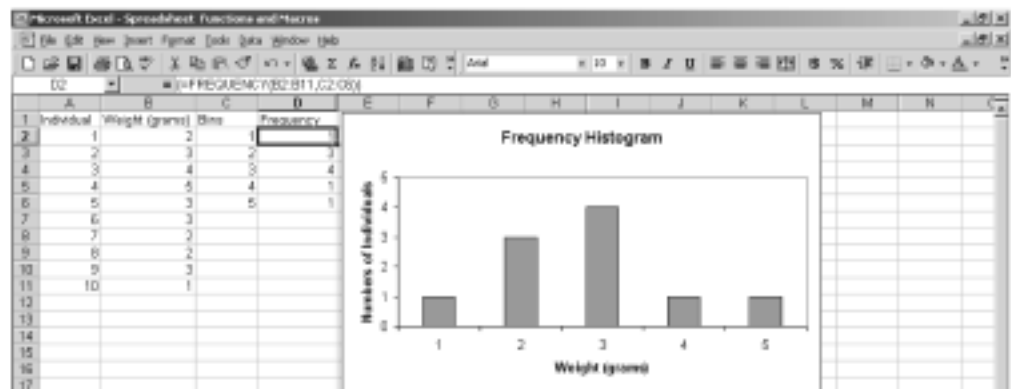 Microsoft Excel - Spreadsheet Functions and Macros
File Edit View Insert Format Tools Data Window Help
Arial 10 B I U $ %
D2 = {=FREQUENCY(B2:B11,C2:C6)}
A B C D E F G H I J K L M N
1 Individual Weight (grams) Bins Frequency
2 1 2 1 1
3 2 3 2 3
4 3 4 3 4
5 4 5 4 1
6 5 3 5 1
7 6 3
8 7 2
9 8 2
10 9 3
11 10 1
12
13
14
15
16
17
Frequency Histogram
Numbers of Individuals
5
4
3
2
1
0
1 2 3 4 5
Weight (grams)